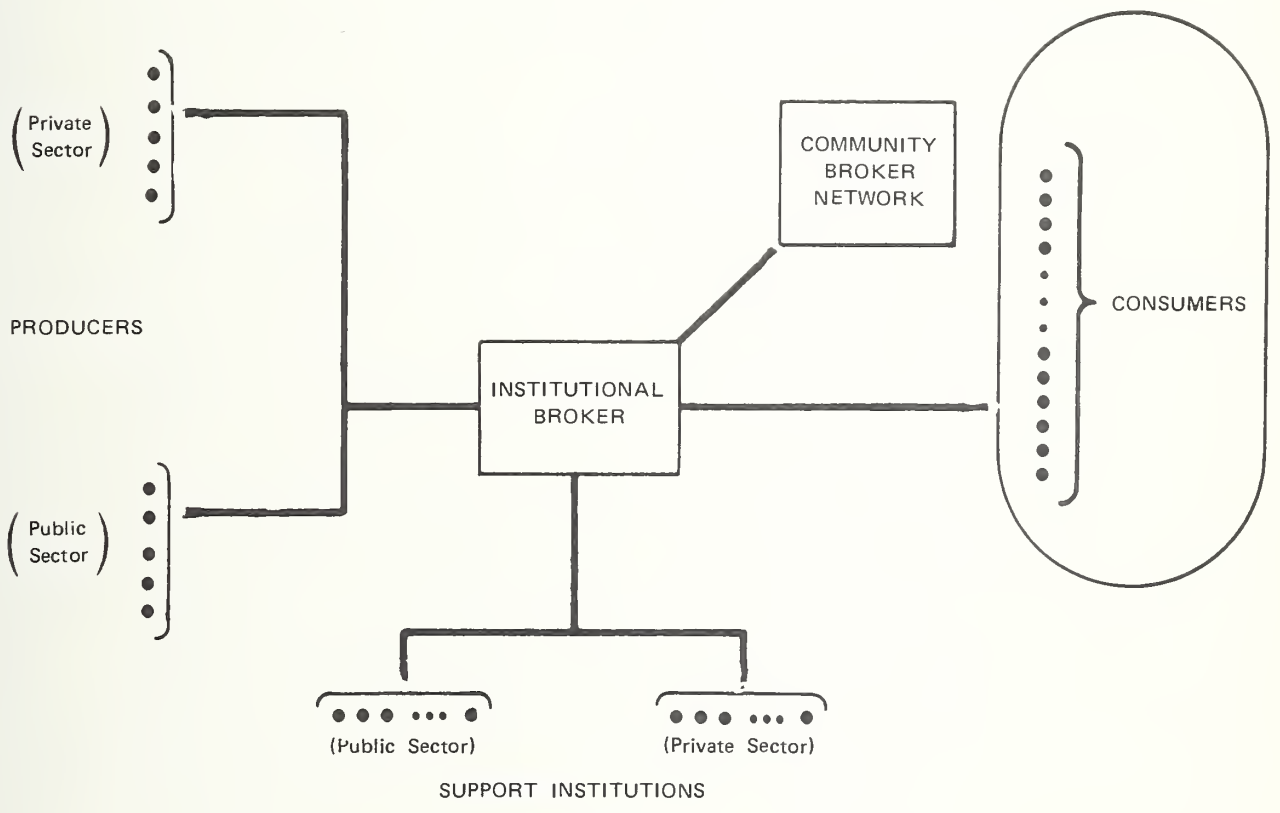 (Private
Sector)
PRODUCERS
(Public
Sector)
INSTITUTIONAL
BROKER
COMMUNITY
BROKER
NETWORK
CONSUMERS
(Public Sector)
(Private Sector)
SUPPORT INSTITUTIONS